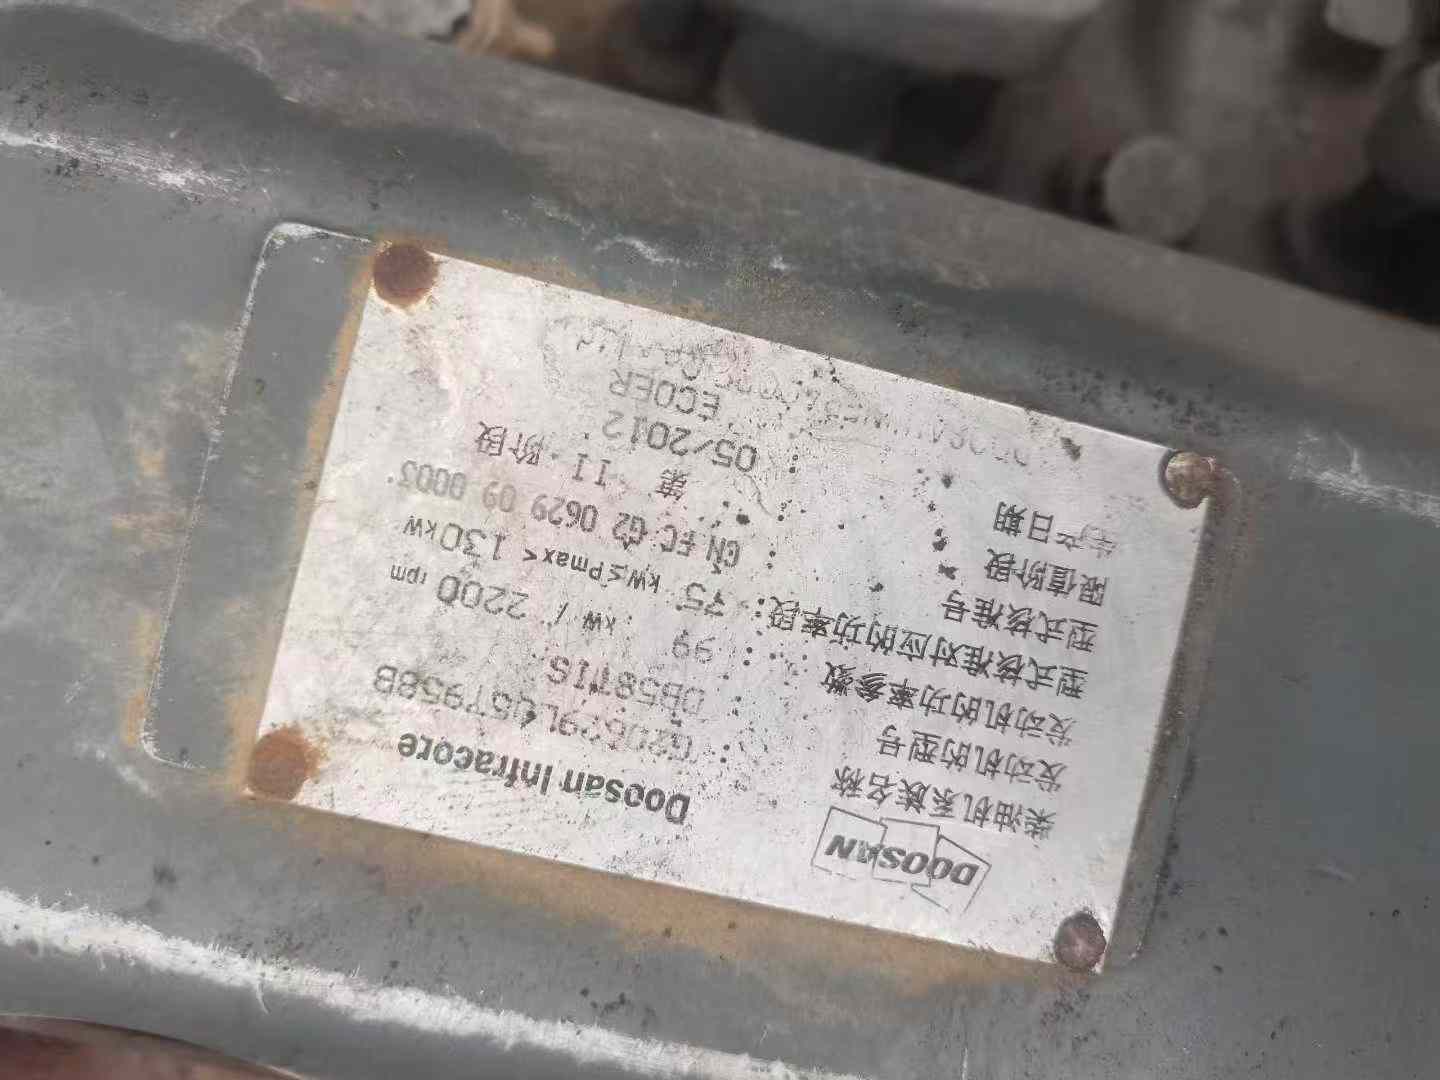 DOOSAN
Doosan Infracore
柴油机系族名称 :
发动机的型号 : DB58TIS
发动机的功率参数 : 99 kW / 2200 rpm
型式核准对应的功率段 : 75 kW≤Pmax< 130kW
型式核准号 : CN FC G2 0629 09 0003
限值阶段 : 第 II 阶段
生产日期 : 05/2012
ECOER